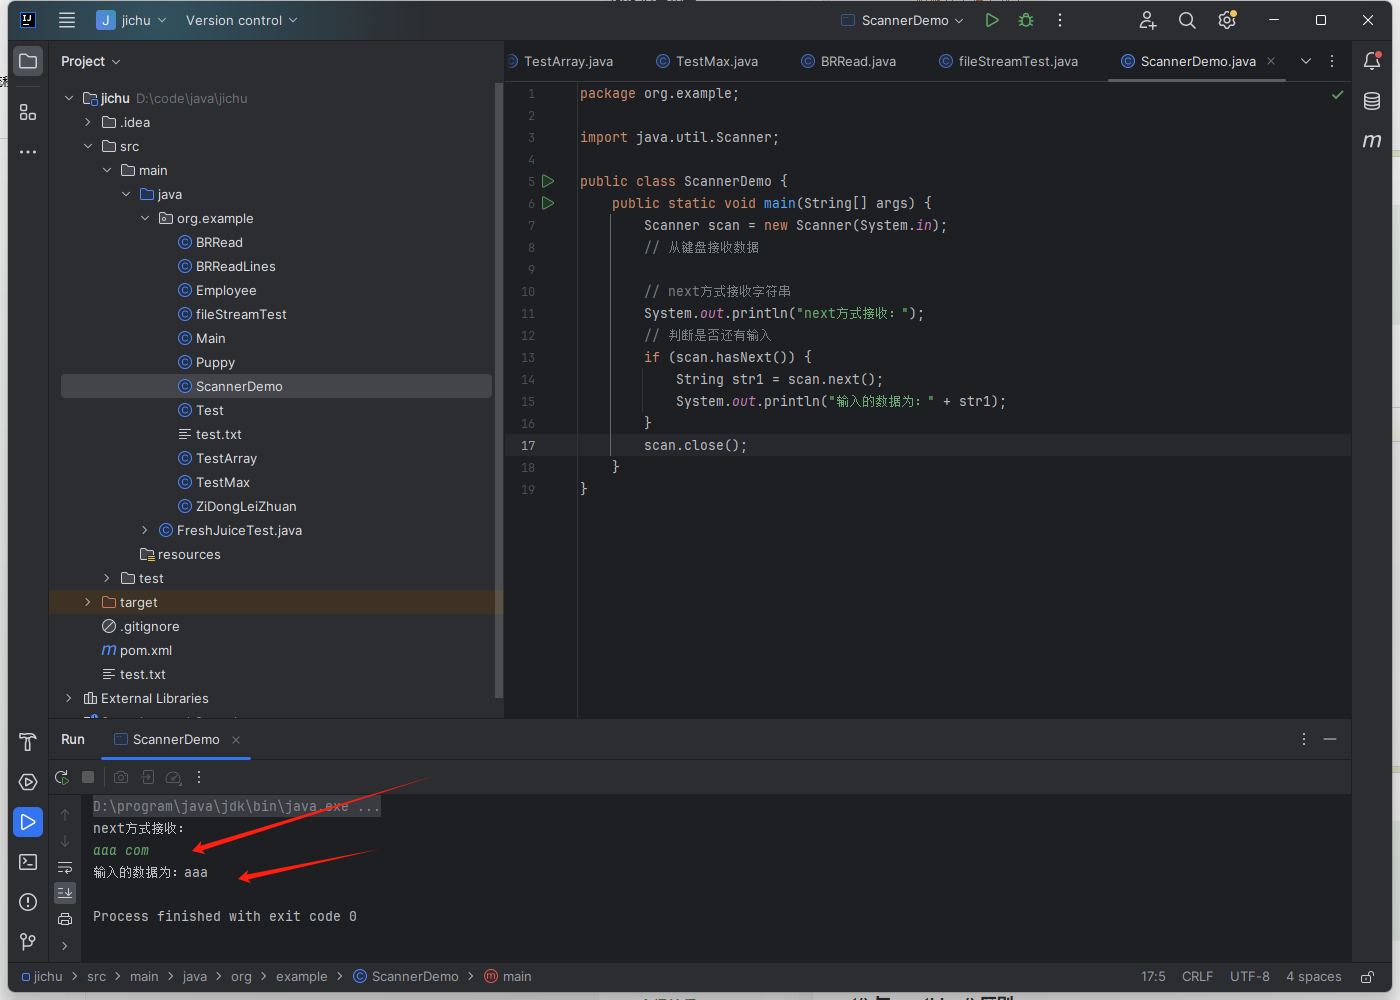 jichu
Version control
ScannerDemo
Project
TestArray.java
TestMax.java
BRRead.java
fileStreamTest.java
ScannerDemo.java
jichu D:\code\java\jichu
.idea
src
main
java
org.example
BRRead
BRReadLines
Employee
fileStreamTest
Main
Puppy
ScannerDemo
Test
test.txt
TestArray
TestMax
ZiDongLeiZhuan
FreshJuiceTest.java
resources
test
target
.gitignore
pom.xml
test.txt
External Libraries
1 package org.example;
2
3 import java.util.Scanner;
4
5 public class ScannerDemo {
6 public static void main(String[] args) {
7 Scanner scan = new Scanner(System.in);
8 // 从键盘接收数据
9
10 // next方式接收字符串
11 System.out.println("next方式接收：");
12 // 判断是否还有输入
13 if (scan.hasNext()) {
14 String str1 = scan.next();
15 System.out.println("输入的数据为：" + str1);
16 }
17 scan.close();
18 }
19 }
Run
ScannerDemo
D:\program\java\jdk\bin\java.exe ...
next方式接收：
aaa com
输入的数据为：aaa
Process finished with exit code 0
jichu > src > main > java > org > example > ScannerDemo > main
17:5 CRLF UTF-8 4 spaces